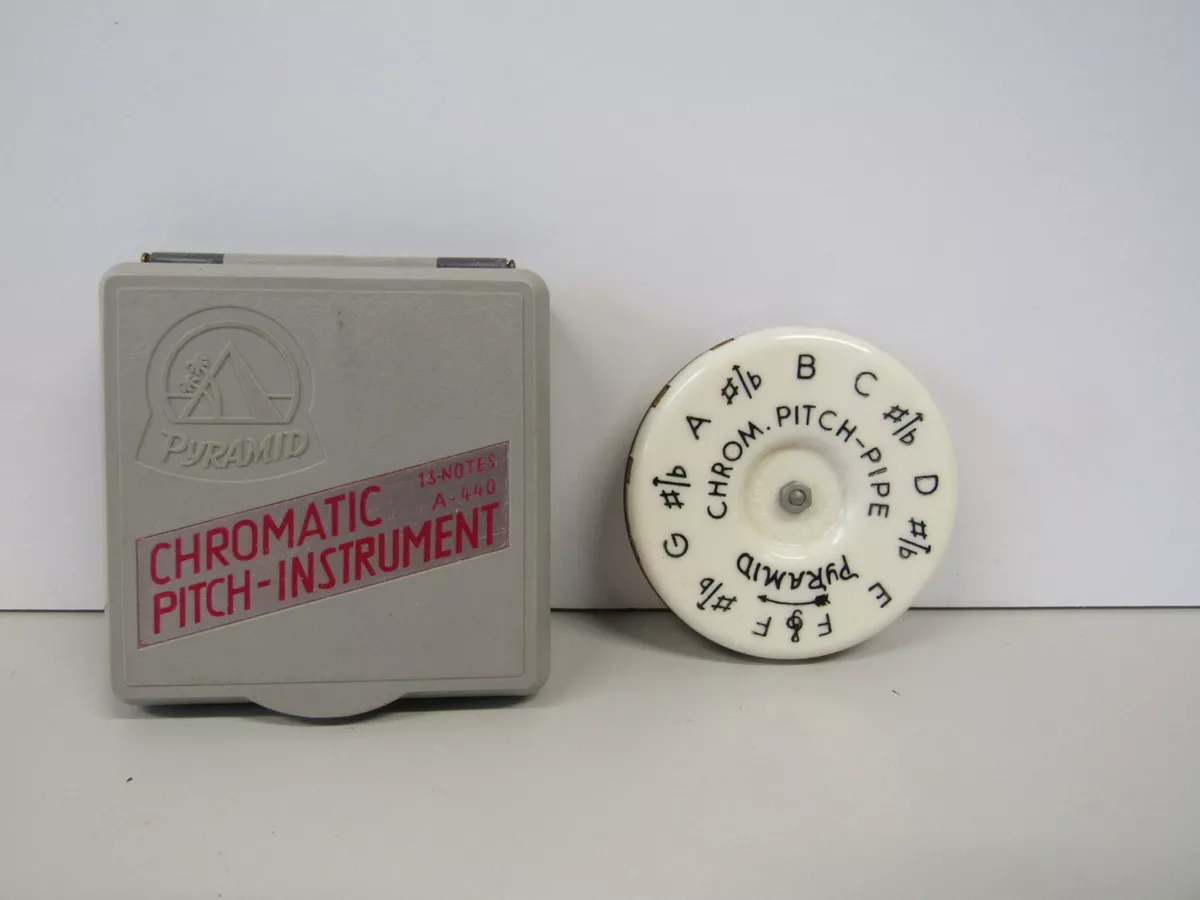 PYRAMID
13-NOTES
A-440
CHROMATIC
PITCH-INSTRUMENT
CHROM. PITCH-PIPE
PYRAMID
F ♯/♭ G ♯/♭ A ♯/♭ B C ♯/♭ D ♯/♭ E F